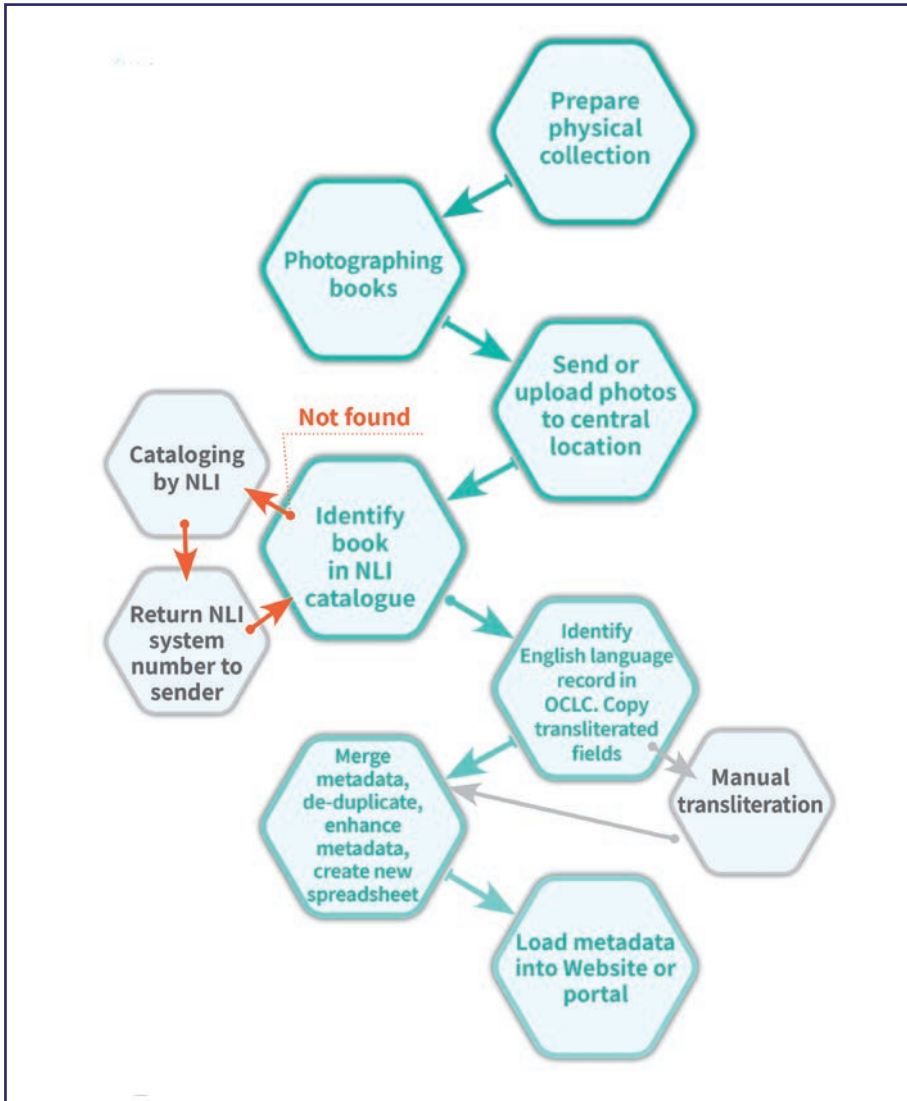 Prepare
physical
collection
Photographing
books
Send or
upload photos
to central
location
Not found
Cataloging
by NLI
Identify
book
in NLI
catalogue
Return NLI
system
number to
sender
Identify
English language
record in
OCLC. Copy
transliterated
fields
Manual
transliteration
Merge
metadata,
de-duplicate,
enhance
metadata,
create new
spreadsheet
Load metadata
into Website or
portal